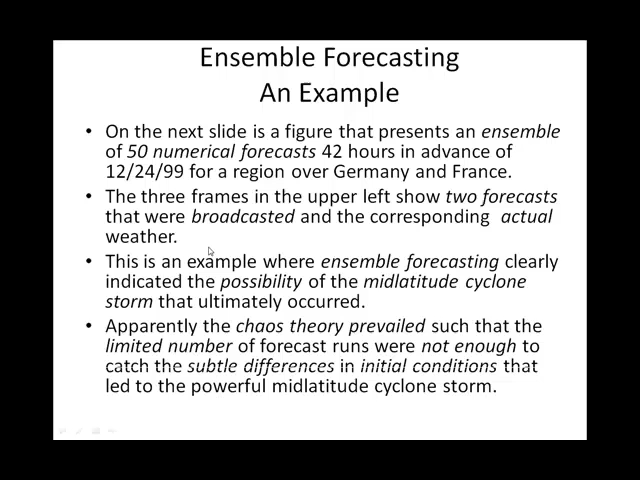 Ensemble Forecasting
An Example
• On the next slide is a figure that presents an ensemble
of 50 numerical forecasts 42 hours in advance of
12/24/99 for a region over Germany and France.
• The three frames in the upper left show two forecasts
that were broadcasted and the corresponding actual
weather.
• This is an example where ensemble forecasting clearly
indicated the possibility of the midlatitude cyclone
storm that ultimately occurred.
• Apparently the chaos theory prevailed such that the
limited number of forecast runs were not enough to
catch the subtle differences in initial conditions that
led to the powerful midlatitude cyclone storm.